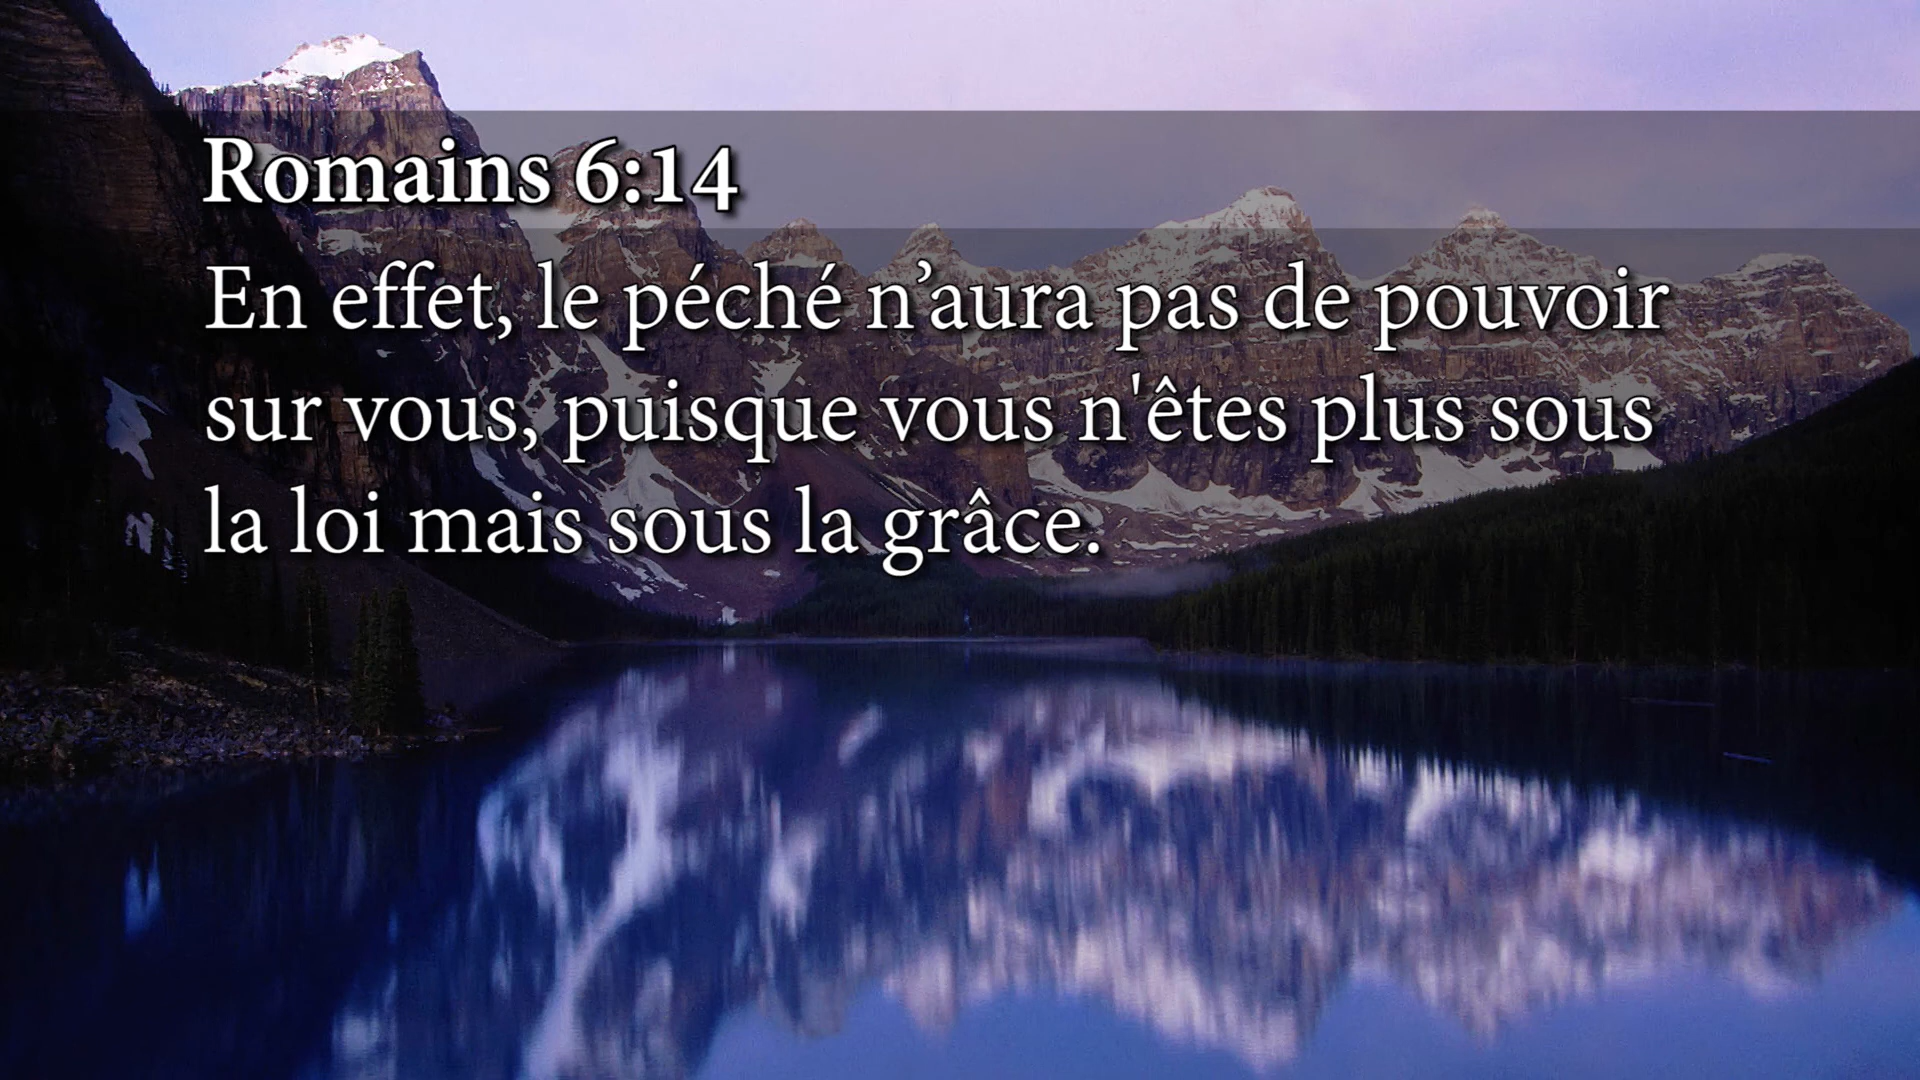 Romains 6:14
En effet, le péché n’aura pas de pouvoir
sur vous, puisque vous n'êtes plus sous
la loi mais sous la grâce.